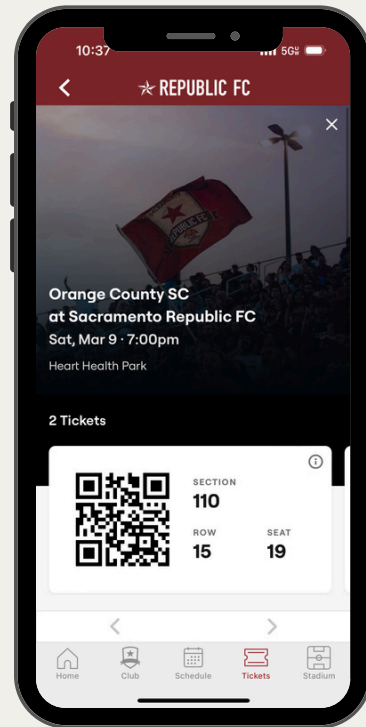 10:37
5G
REPUBLIC FC
Orange County SC
at Sacramento Republic FC
Sat, Mar 9 · 7:00pm
Heart Health Park
2 Tickets
SECTION
110
ROW SEAT
15 19
Home Club Schedule Tickets Stadium